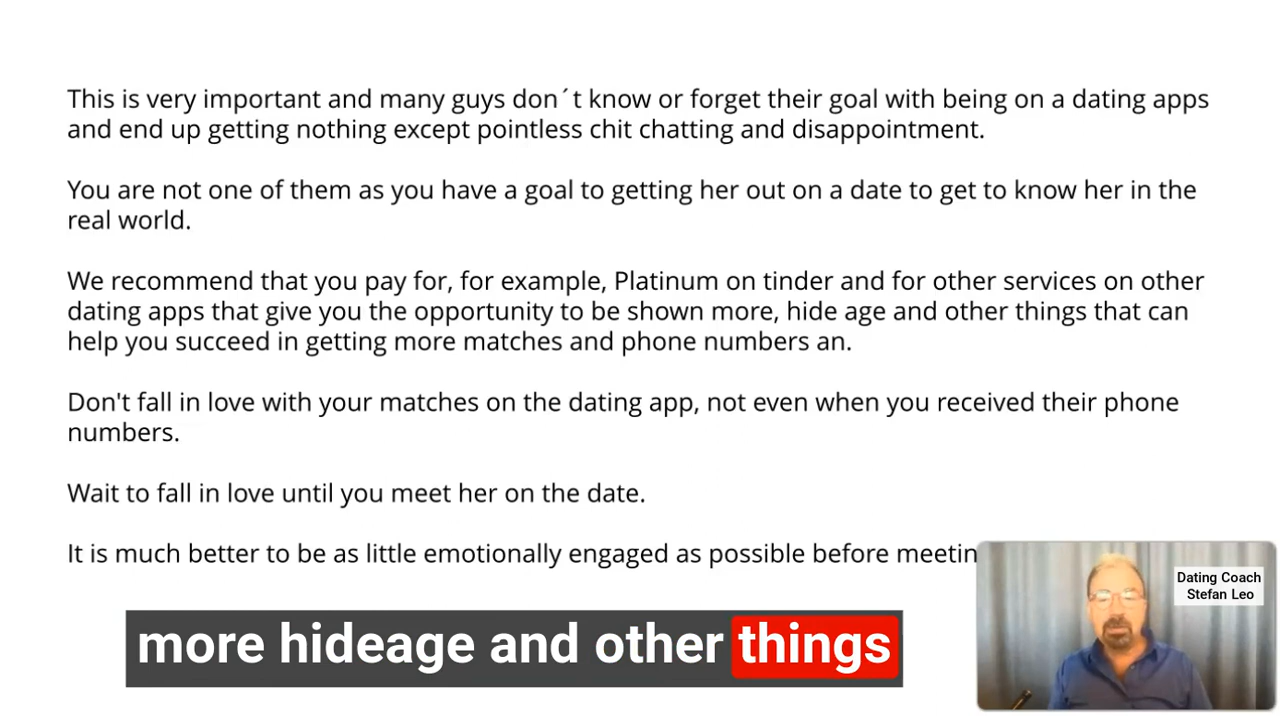 This is very important and many guys don´t know or forget their goal with being on a dating apps
and end up getting nothing except pointless chit chatting and disappointment.
You are not one of them as you have a goal to getting her out on a date to get to know her in the
real world.
We recommend that you pay for, for example, Platinum on tinder and for other services on other
dating apps that give you the opportunity to be shown more, hide age and other things that can
help you succeed in getting more matches and phone numbers an.
Don't fall in love with your matches on the dating app, not even when you received their phone
numbers.
Wait to fall in love until you meet her on the date.
It is much better to be as little emotionally engaged as possible before meetin
Dating Coach
Stefan Leo
more hideage and other things